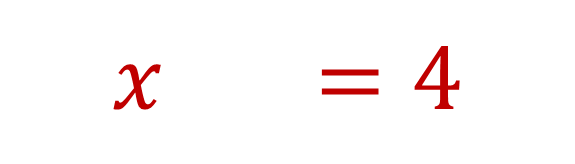 x = 4